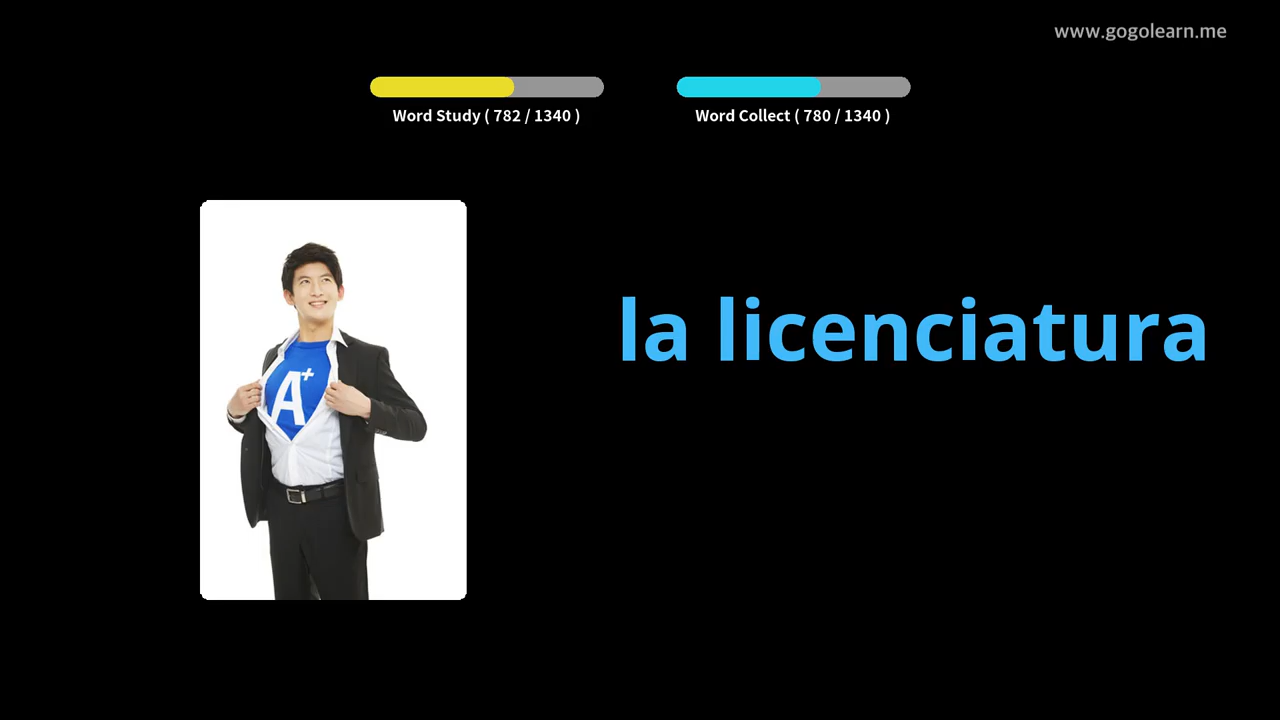 www.gogolearn.me
Word Study ( 782 / 1340 )
Word Collect ( 780 / 1340 )
A+
la licenciatura